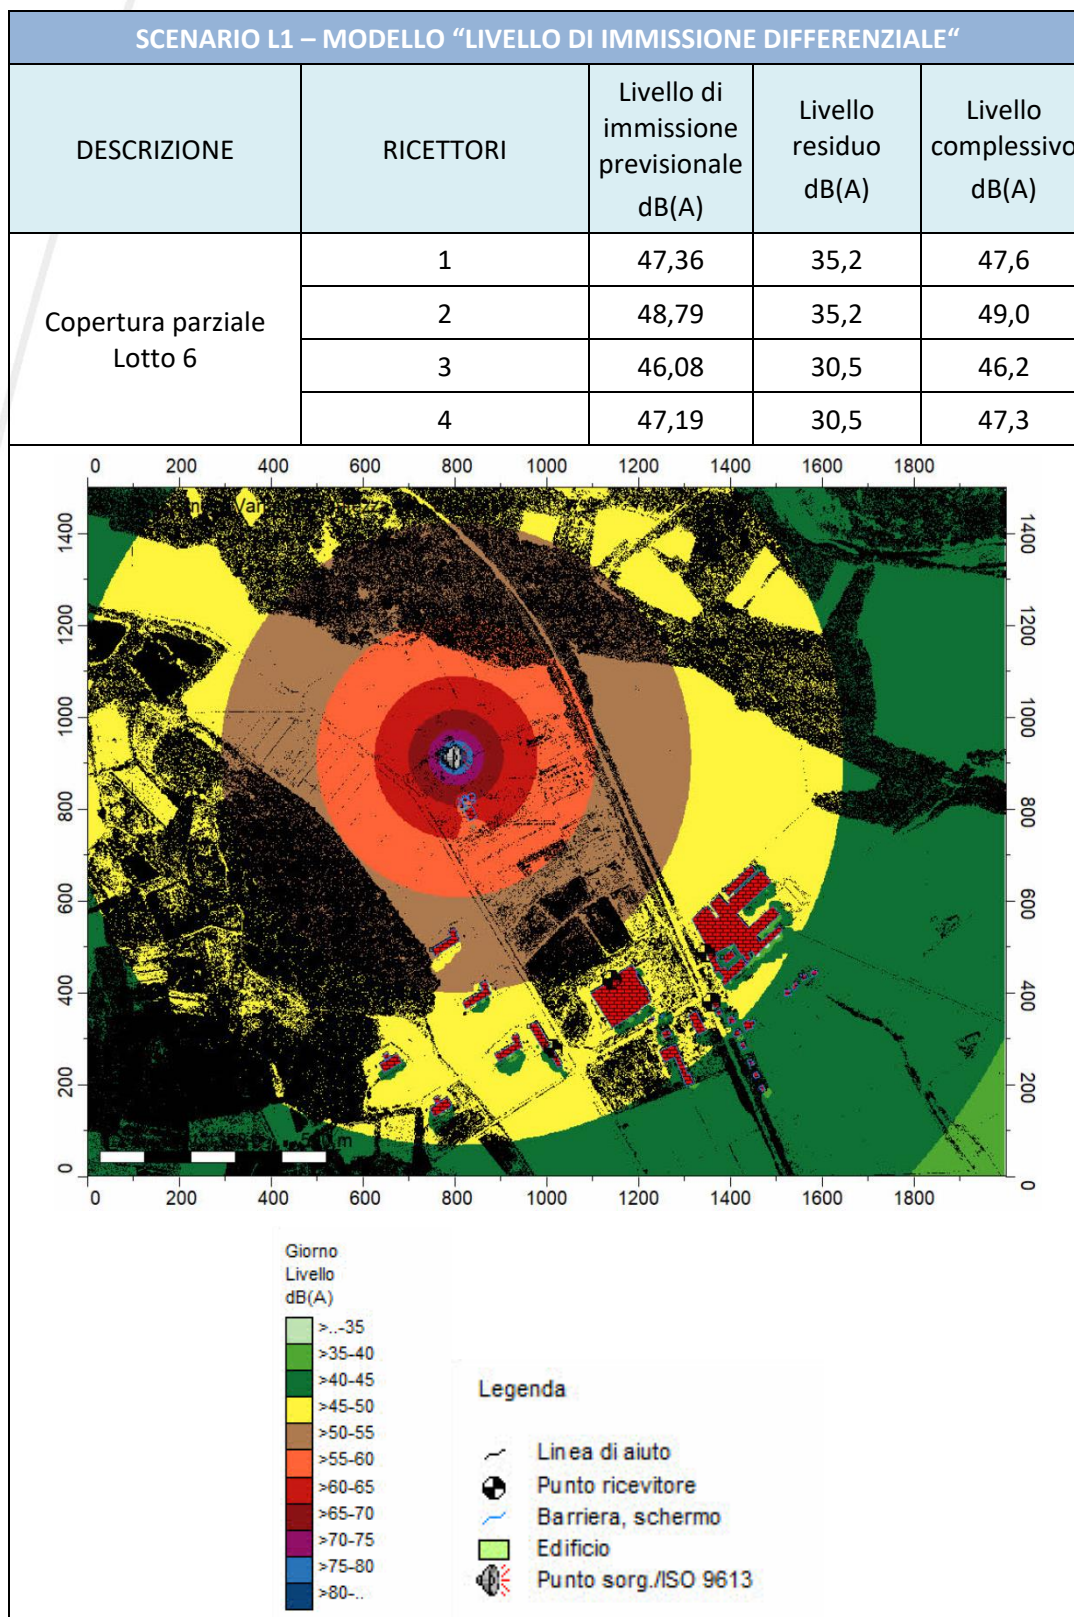 SCENARIO L1 – MODELLO “LIVELLO DI IMMISSIONE DIFFERENZIALE“
DESCRIZIONE
RICETTORI
Livello di
immissione
previsionale
dB(A)
Livello
residuo
dB(A)
Livello
complessivo
dB(A)
Copertura parziale
Lotto 6
1 47,36 35,2 47,6
2 48,79 35,2 49,0
3 46,08 30,5 46,2
4 47,19 30,5 47,3
0 200 400 600 800 1000 1200 1400 1600 1800
1400 1400
1200 1200
1000 1000
800 800
600 600
400 400
200 200
0 0
0 200 400 600 800 1000 1200 1400 1600 1800
Giorno
Livello
dB(A)
>..-35
>35-40
>40-45
>45-50
>50-55
>55-60
>60-65
>65-70
>70-75
>75-80
>80-..
Legenda
Linea di aiuto
Punto ricevitore
Barriera, schermo
Edificio
Punto sorg./ISO 9613